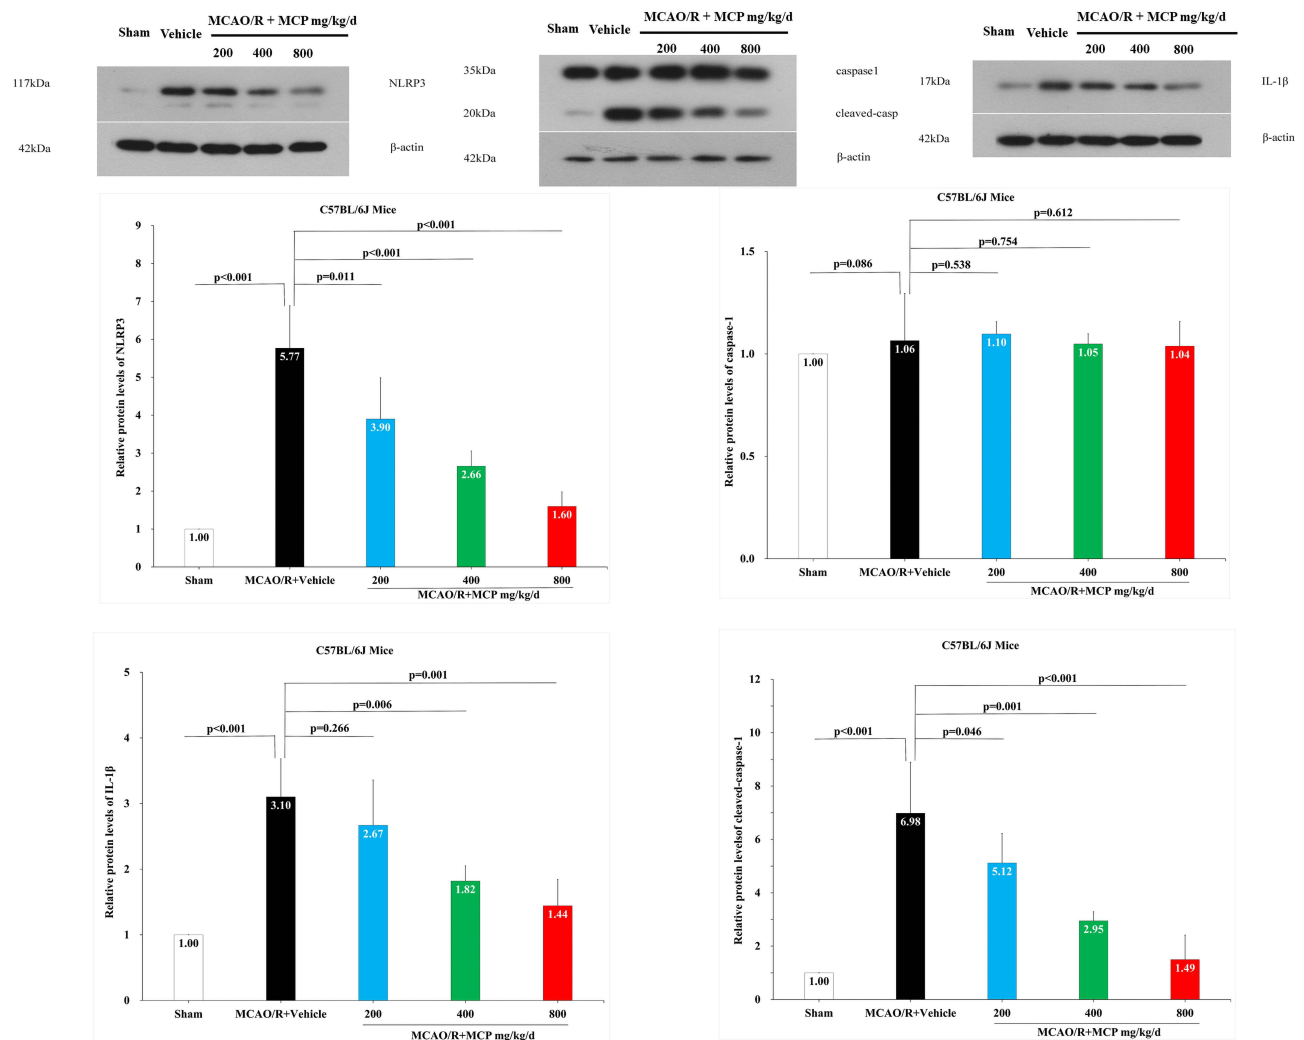 MCAO/R + MCP mg/kg/d
Sham Vehicle
200 400 800
117kDa NLRP3
42kDa β-actin
MCAO/R + MCP mg/kg/d
Sham Vehicle
200 400 800
35kDa caspase1
20kDa cleaved-casp
42kDa β-actin
MCAO/R + MCP mg/kg/d
Sham Vehicle
200 400 800
17kDa IL-1β
42kDa β-actin
C57BL/6J Mice
Relative protein levels of NLRP3
9
8
7
6
5
4
3
2
1
0
p<0.001
p<0.001
p<0.001
p=0.011
1.00
5.77
3.90
2.66
1.60
Sham MCAO/R+Vehicle 200 400 800
MCAO/R+MCP mg/kg/d
C57BL/6J Mice
Relative protein levels of caspase-1
1.5
1.0
0.5
0.0
p=0.612
p=0.754
p=0.086
p=0.538
1.00
1.06
1.10
1.05
1.04
Sham MCAO/R+Vehicle 200 400 800
MCAO/R+MCP mg/kg/d
C57BL/6J Mice
Relative protein levels of IL-1β
5
4
3
2
1
0
p=0.001
p=0.006
p<0.001
p=0.266
1.00
3.10
2.67
1.82
1.44
Sham MCAO/R+Vehicle 200 400 800
MCAO/R+MCP mg/kg/d
C57BL/6J Mice
Relative protein levelsof cleaved-caspase-1
12
10
8
6
4
2
0
p<0.001
p=0.001
p<0.001
p=0.046
1.00
6.98
5.12
2.95
1.49
Sham MCAO/R+Vehicle 200 400 800
MCAO/R+MCP mg/kg/d